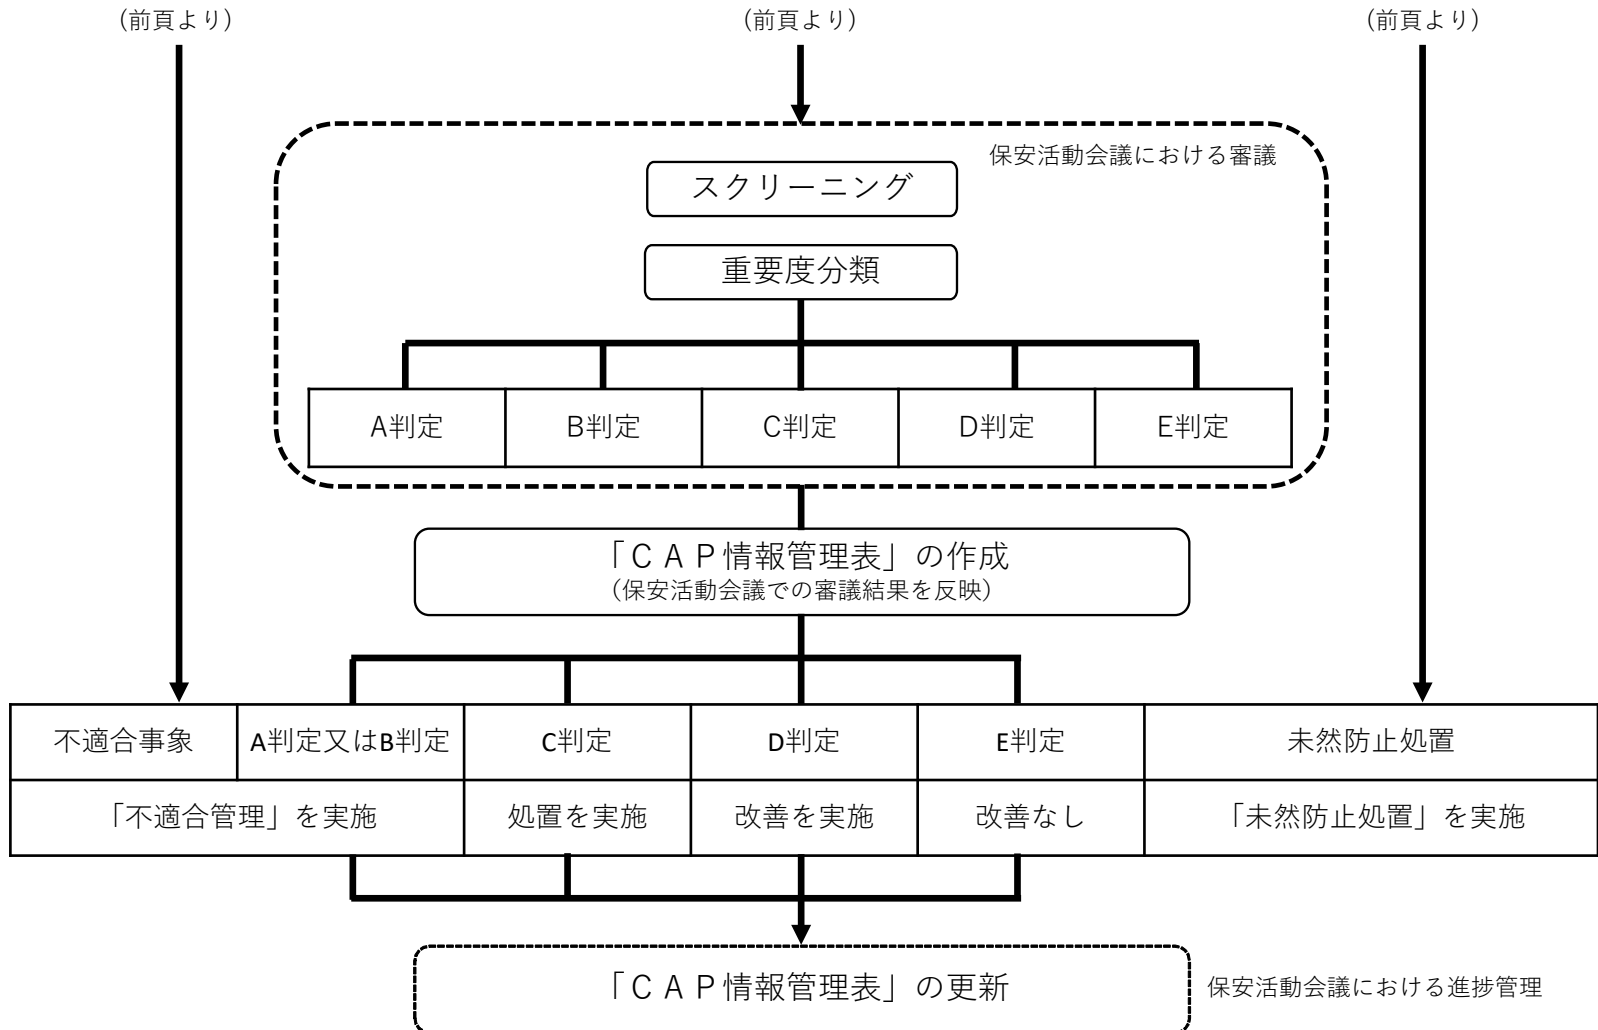 (前頁より)
(前頁より)
(前頁より)
保安活動会議における審議
スクリーニング
重要度分類
A判定
B判定
C判定
D判定
E判定
「ＣＡＰ情報管理表」の作成
(保安活動会議での審議結果を反映)
不適合事象
A判定又はB判定
C判定
D判定
E判定
未然防止処置
「不適合管理」を実施
処置を実施
改善を実施
改善なし
「未然防止処置」を実施
「ＣＡＰ情報管理表」の更新
保安活動会議における進捗管理